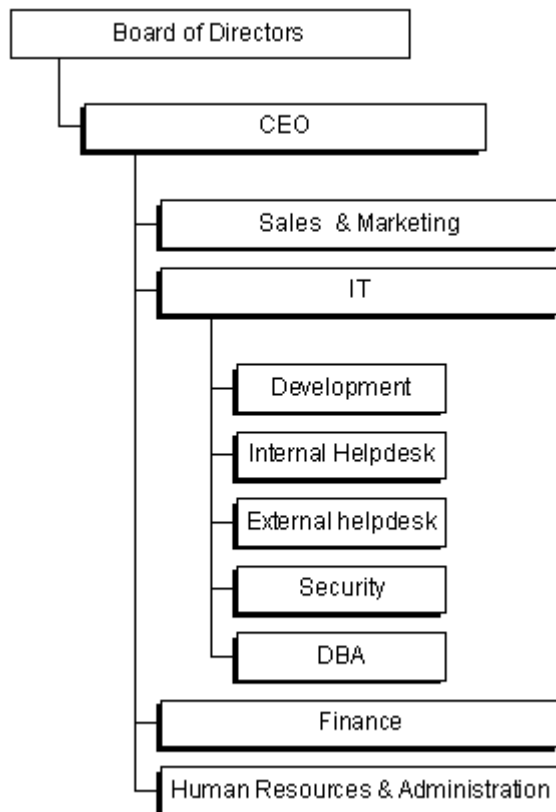 Board of Directors
CEO
Sales & Marketing
IT
Development
Internal Helpdesk
External helpdesk
Security
DBA
Finance
Human Resources & Administration